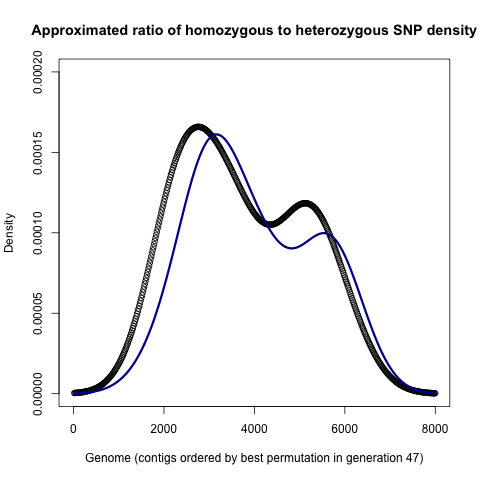 Approximated ratio of homozygous to heterozygous SNP density
0.00020
0.00015
0.00010
0.00005
0.00000
Density
0 2000 4000 6000 8000
Genome (contigs ordered by best permutation in generation 47)